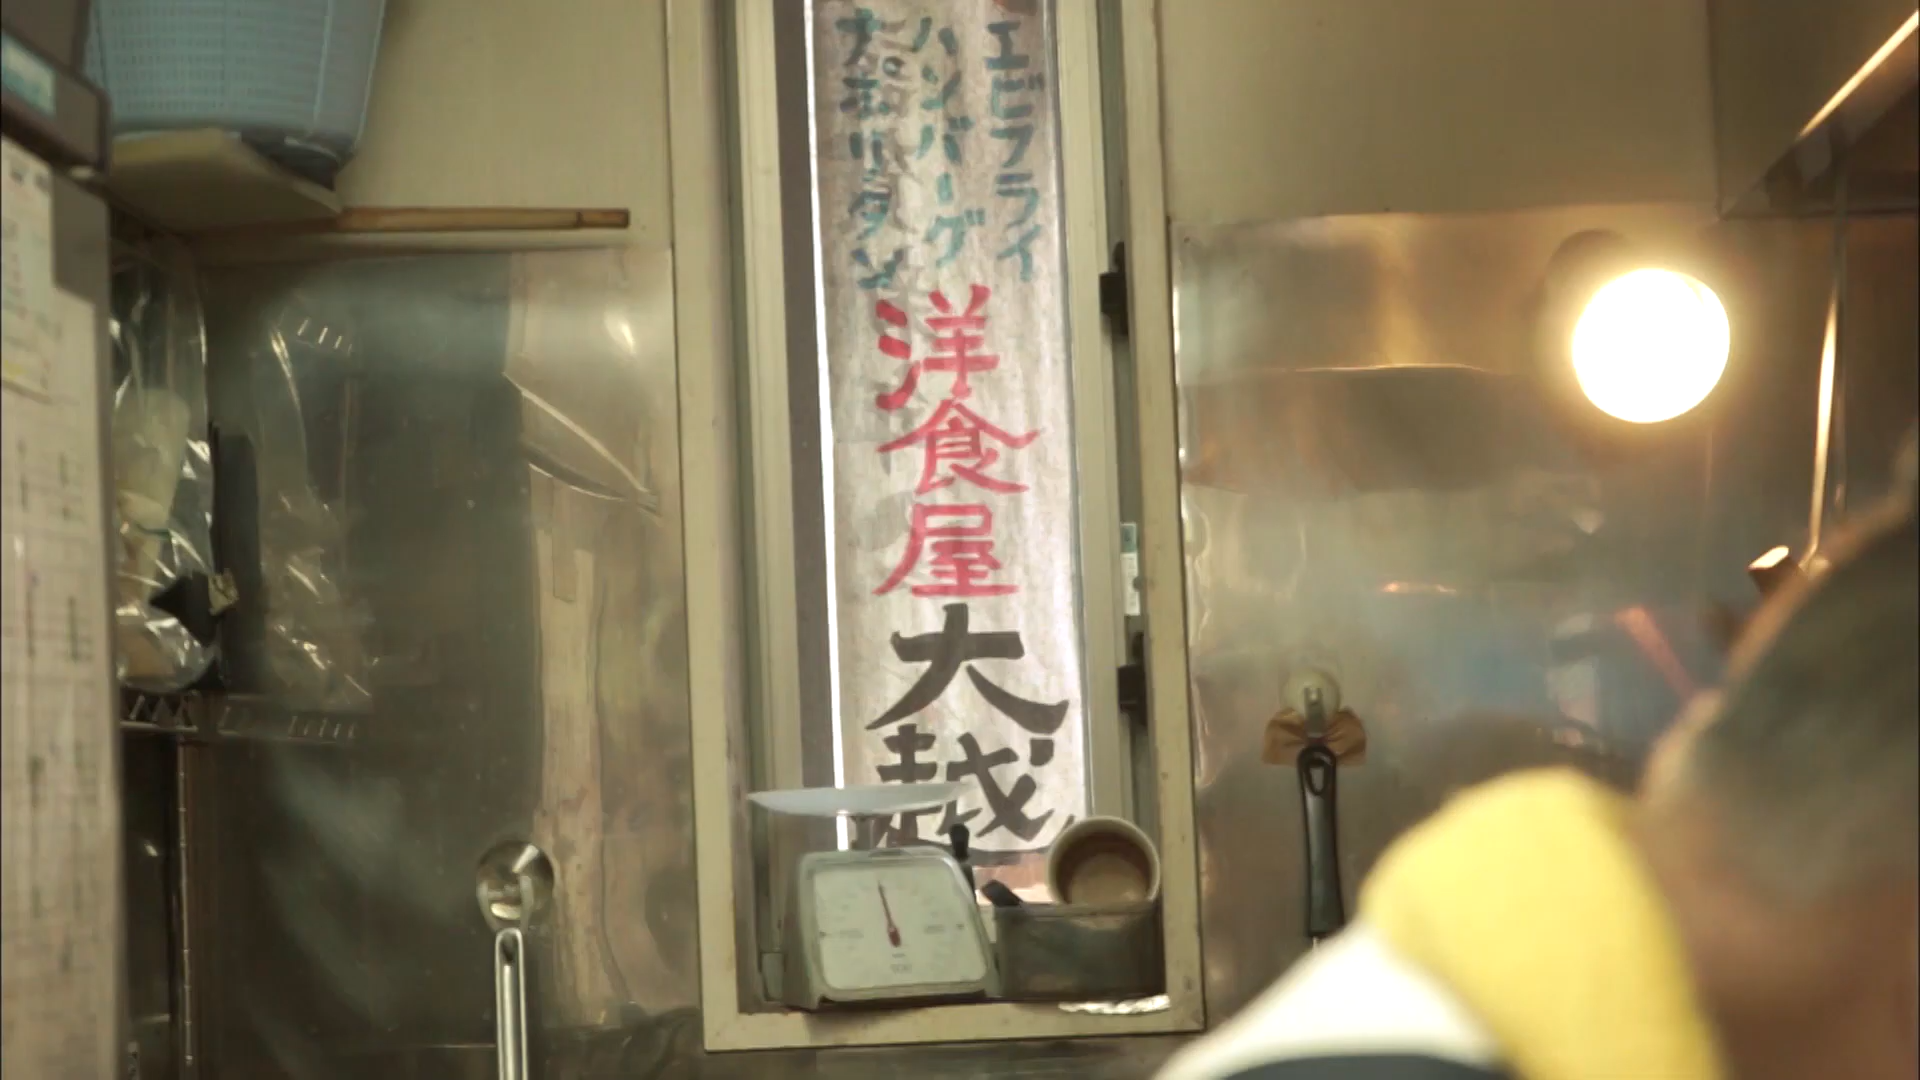 エビフライ
ハンバーグ
ナポリタン
洋食屋
大越